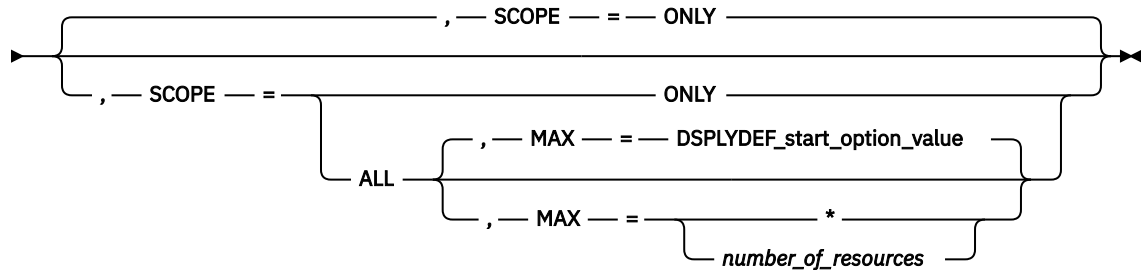 , SCOPE = ONLY
, SCOPE = ONLY
, MAX = DSPLYDEF_start_option_value
ALL
, MAX = *
number_of_resources